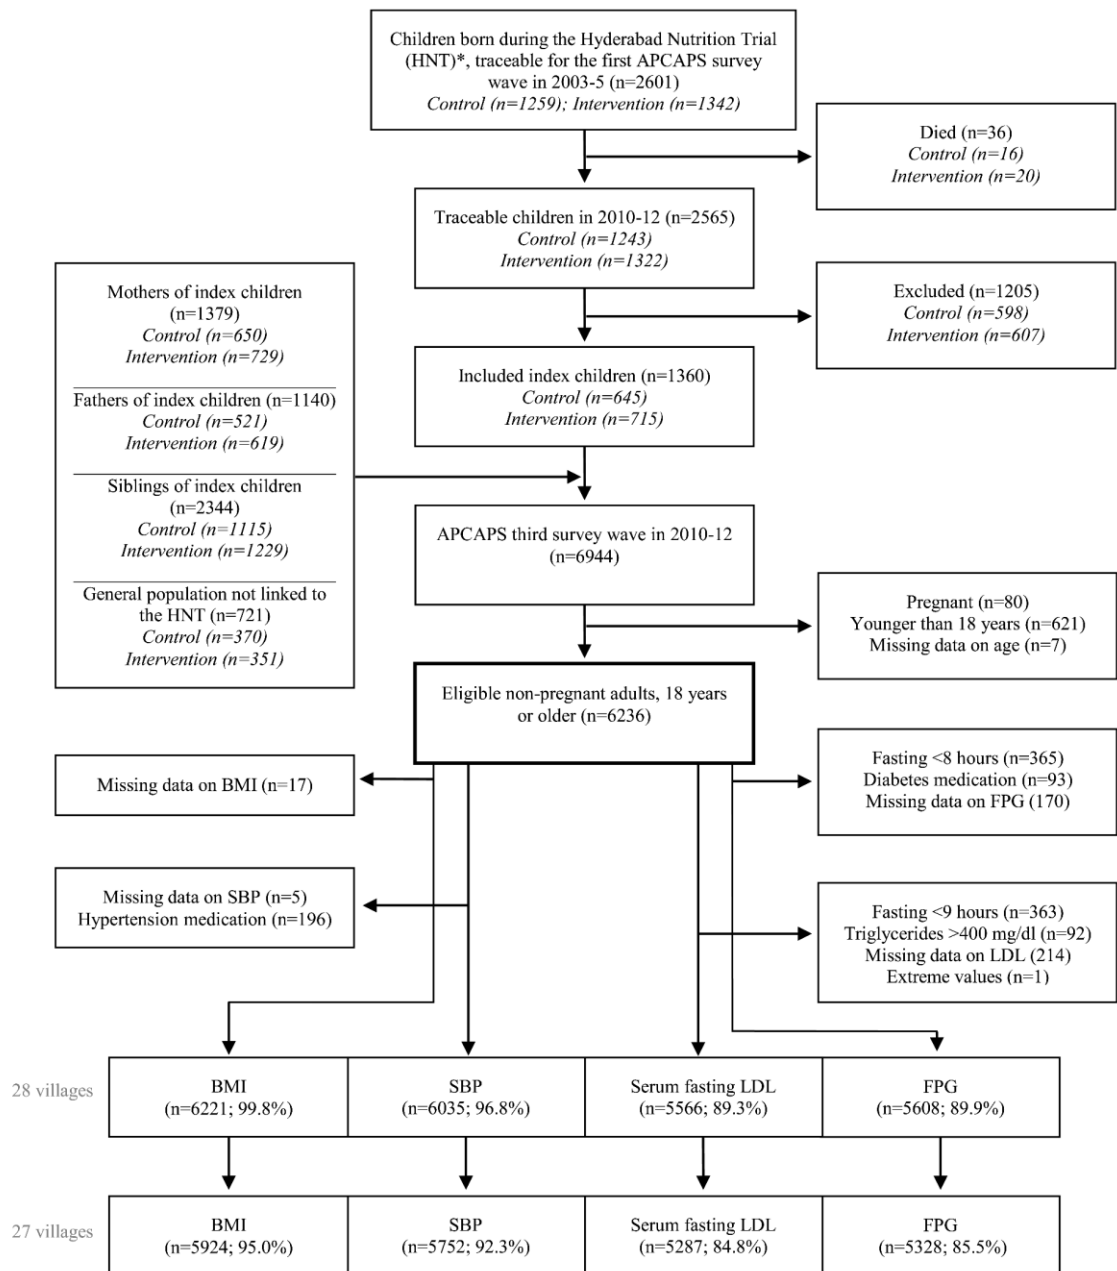 Children born during the Hyderabad Nutrition Trial
(HNT)*, traceable for the first APCAPS survey
wave in 2003-5 (n=2601)
Control (n=1259); Intervention (n=1342)
Died (n=36)
Control (n=16)
Intervention (n=20)
Traceable children in 2010-12 (n=2565)
Control (n=1243)
Intervention (n=1322)
Excluded (n=1205)
Control (n=598)
Intervention (n=607)
Mothers of index children
(n=1379)
Control (n=650)
Intervention (n=729)
Fathers of index children (n=1140)
Control (n=521)
Intervention (n=619)
Siblings of index children
(n=2344)
Control (n=1115)
Intervention (n=1229)
General population not linked to
the HNT (n=721)
Control (n=370)
Intervention (n=351)
Included index children (n=1360)
Control (n=645)
Intervention (n=715)
APCAPS third survey wave in 2010-12
(n=6944)
Pregnant (n=80)
Younger than 18 years (n=621)
Missing data on age (n=7)
Eligible non-pregnant adults, 18 years
or older (n=6236)
Missing data on BMI (n=17)
Fasting <8 hours (n=365)
Diabetes medication (n=93)
Missing data on FPG (170)
Missing data on SBP (n=5)
Hypertension medication (n=196)
Fasting <9 hours (n=363)
Triglycerides >400 mg/dl (n=92)
Missing data on LDL (214)
Extreme values (n=1)
28 villages
BMI
(n=6221; 99.8%)
SBP
(n=6035; 96.8%)
Serum fasting LDL
(n=5566; 89.3%)
FPG
(n=5608; 89.9%)
27 villages
BMI
(n=5924; 95.0%)
SBP
(n=5752; 92.3%)
Serum fasting LDL
(n=5287; 84.8%)
FPG
(n=5328; 85.5%)